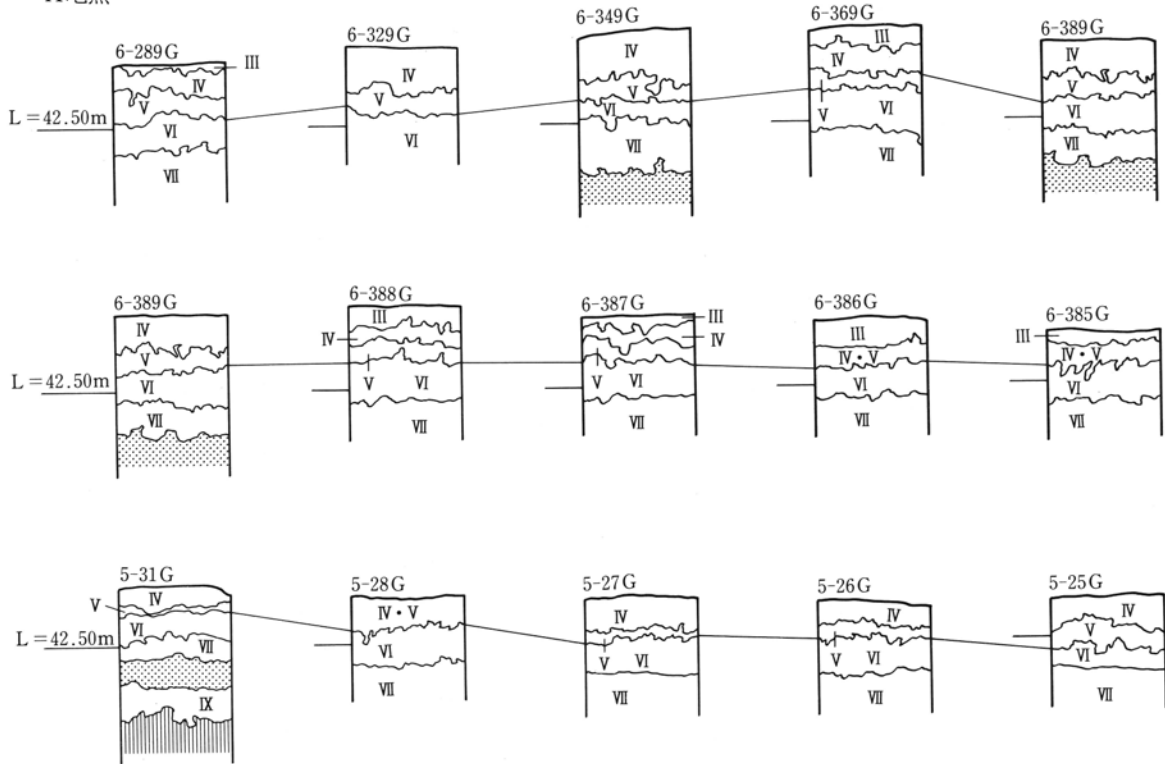 6-289G
III
IV
V
VI
VII
L=42.50m
6-329G
IV
V
VI
6-349G
IV
V
VI
VII
6-369G
III
IV
V
VI
VII
6-389G
IV
V
VI
VII
6-389G
IV
V
VI
VII
L=42.50m
6-388G
III
IV
V
VI
VII
6-387G
III
IV
V
VI
VII
6-386G
III
IV・V
VI
VII
6-385G
III
IV・V
VI
VII
5-31G
IV
V
VI
VII
IX
L=42.50m
5-28G
IV・V
VI
VII
5-27G
IV
V
VI
VII
5-26G
IV
V
VI
VII
5-25G
IV
V
VI
VII